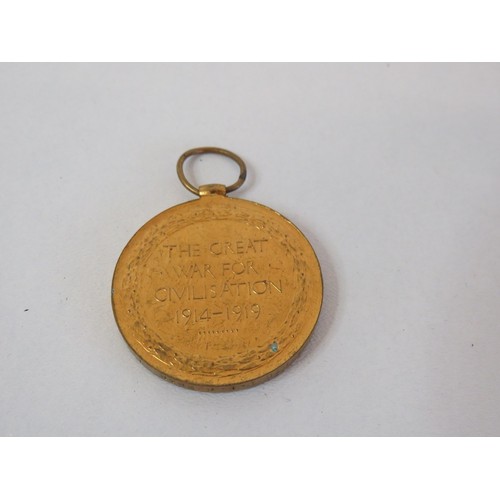 THE GREAT
WAR FOR
CIVILISATION
1914-1919